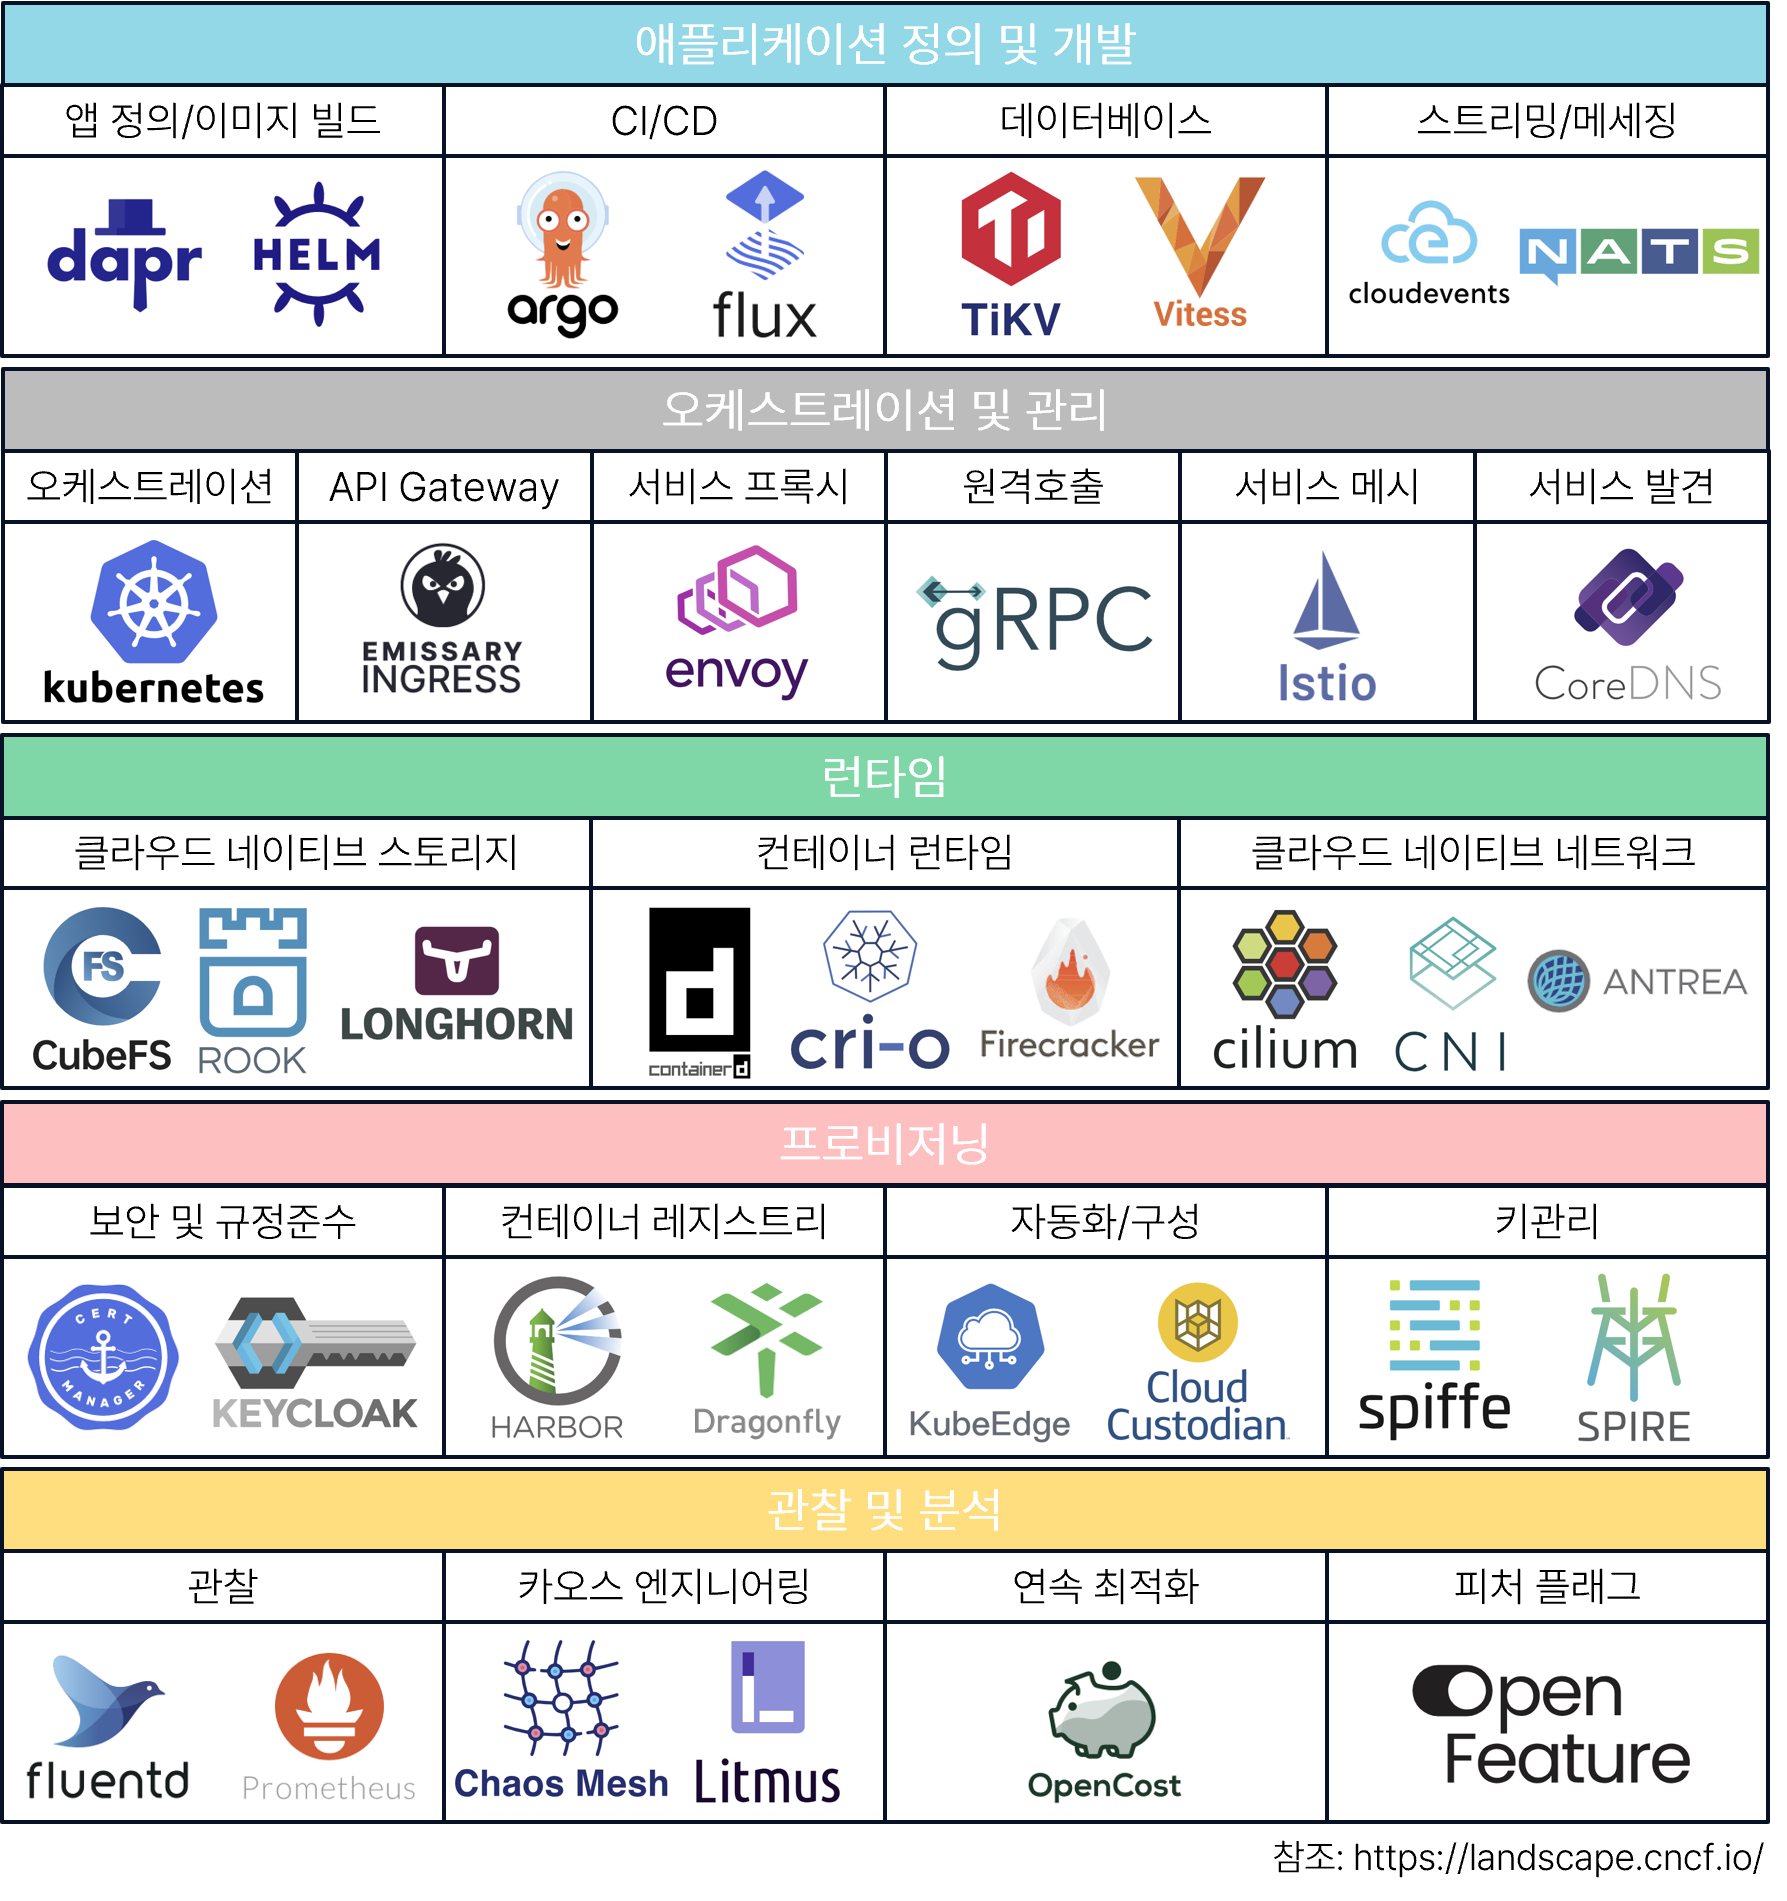 애플리케이션 정의 및 개발
앱 정의/이미지 빌드
CI/CD
데이터베이스
스트리밍/메세징
dapr
HELM
argo
flux
TiKV
Vitess
cloudevents
NATS
오케스트레이션 및 관리
오케스트레이션
API Gateway
서비스 프록시
원격호출
서비스 메시
서비스 발견
kubernetes
EMISSARY
INGRESS
envoy
gRPC
Istio
CoreDNS
런타임
클라우드 네이티브 스토리지
컨테이너 런타임
클라우드 네이티브 네트워크
FS
CubeFS
ROOK
LONGHORN
d
containerd
cri-o
Firecracker
cilium
CNI
ANTREA
프로비저닝
보안 및 규정준수
컨테이너 레지스트리
자동화/구성
키관리
CERT
MANAGER
KEYCLOAK
HARBOR
Dragonfly
KubeEdge
Cloud
Custodian
spiffe
SPIRE
관찰 및 분석
관찰
카오스 엔지니어링
연속 최적화
피처 플래그
fluentd
Prometheus
Chaos Mesh
Litmus
OpenCost
Open
Feature
참조: https://landscape.cncf.io/